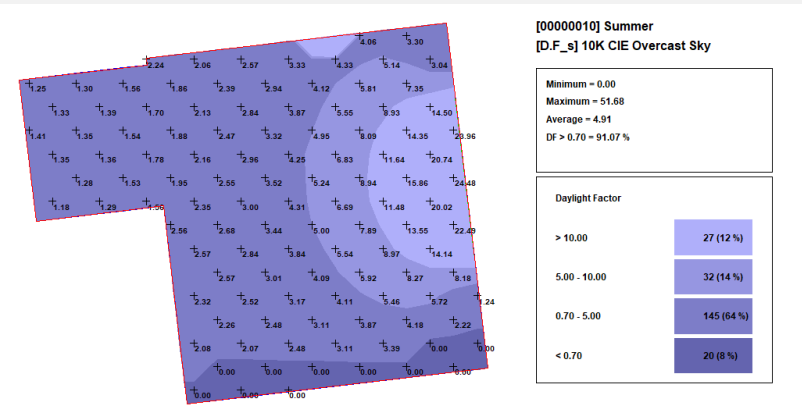 [00000010] Summer
[D.F_s] 10K CIE Overcast Sky
Minimum = 0.00
Maximum = 51.68
Average = 4.91
DF > 0.70 = 91.07 %
Daylight Factor
> 10.00 27 (12 %)
5.00 - 10.00 32 (14 %)
0.70 - 5.00 145 (64 %)
< 0.70 20 (8 %)
4.06 3.30
2.24 2.06 2.57 3.33 4.33 5.14 3.04
1.25 1.30 1.56 1.86 2.39 2.94 4.12 5.81 7.35
1.33 1.39 1.70 2.13 2.84 3.87 5.55 8.93 14.50
1.41 1.35 1.54 1.88 2.47 3.32 4.95 8.09 14.35 23.96
1.35 1.36 1.78 2.16 2.96 4.25 6.83 11.64 20.74
1.28 1.53 1.95 2.55 3.52 5.24 8.94 15.86 24.48
1.18 1.29 1.56 2.35 3.00 4.31 6.69 11.48 20.02
2.56 2.68 3.44 5.00 7.89 13.55 22.49
2.57 2.84 3.84 5.54 8.97 14.14
2.57 3.01 4.09 5.92 8.27 8.18
2.32 2.52 3.17 4.11 5.46 5.72 1.24
2.26 2.48 3.11 3.87 4.18 2.22
2.08 2.07 2.48 3.11 3.39 0.00 0.00
0.00 0.00 0.00 0.00 0.00 0.00
0.00 0.00 0.00